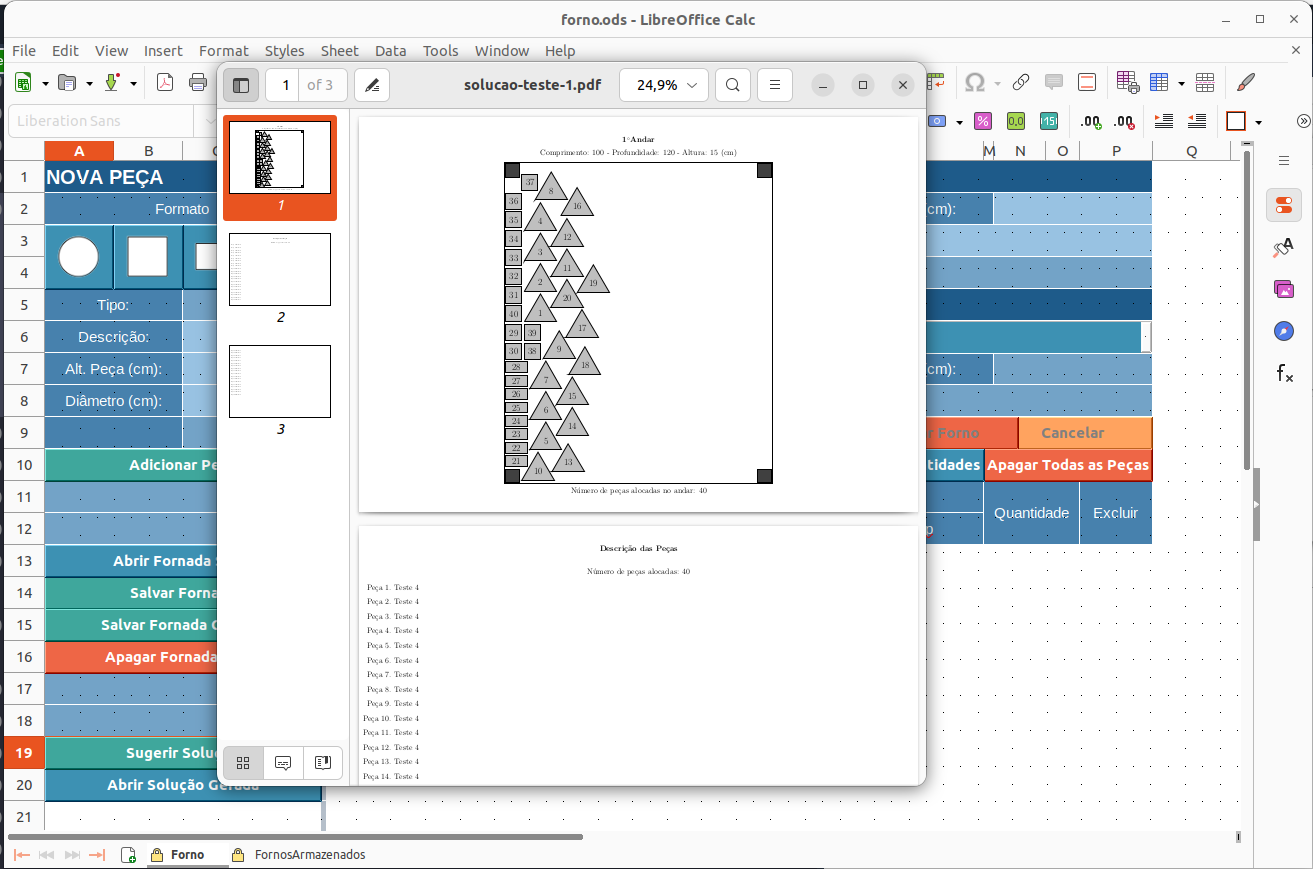 forno.ods - LibreOffice Calc
File Edit View Insert Format Styles Sheet Data Tools Window Help
1 of 3 solucao-teste-1.pdf 24,9%
Liberation Sans
A B M N O P Q
1 NOVA PEÇA
2 Formato (cm):
3
4
5 Tipo:
6 Descrição:
7 Alt. Peça (cm): (cm):
8 Diâmetro (cm):
9 Forno Cancelar
10 Adicionar Pe tidades Apagar Todas as Peças
11 Quantidade Excluir
12
13 Abrir Fornada
14 Salvar Forna
15 Salvar Fornada
16 Apagar Fornada
17
18
19 Sugerir Solu
20 Abrir Solução Gerada
21
1
2
3
1°Andar
Comprimento: 100 - Profundidade: 120 - Altura: 15 (cm)
37 8
36 16
35 4
34 12
33 3
32 11
2 19
31 20
40 1
29 39 17
30 38 9
28 18
27 7
26 15
25 6
24 14
23 5
22
21 10 13
Número de peças alocadas no andar: 40
Descrição das Peças
Número de peças alocadas: 40
Peça 1. Teste 4
Peça 2. Teste 4
Peça 3. Teste 4
Peça 4. Teste 4
Peça 5. Teste 4
Peça 6. Teste 4
Peça 7. Teste 4
Peça 8. Teste 4
Peça 9. Teste 4
Peça 10. Teste 4
Peça 11. Teste 4
Peça 12. Teste 4
Peça 13. Teste 4
Peça 14. Teste 4
Forno FornosArmazenados